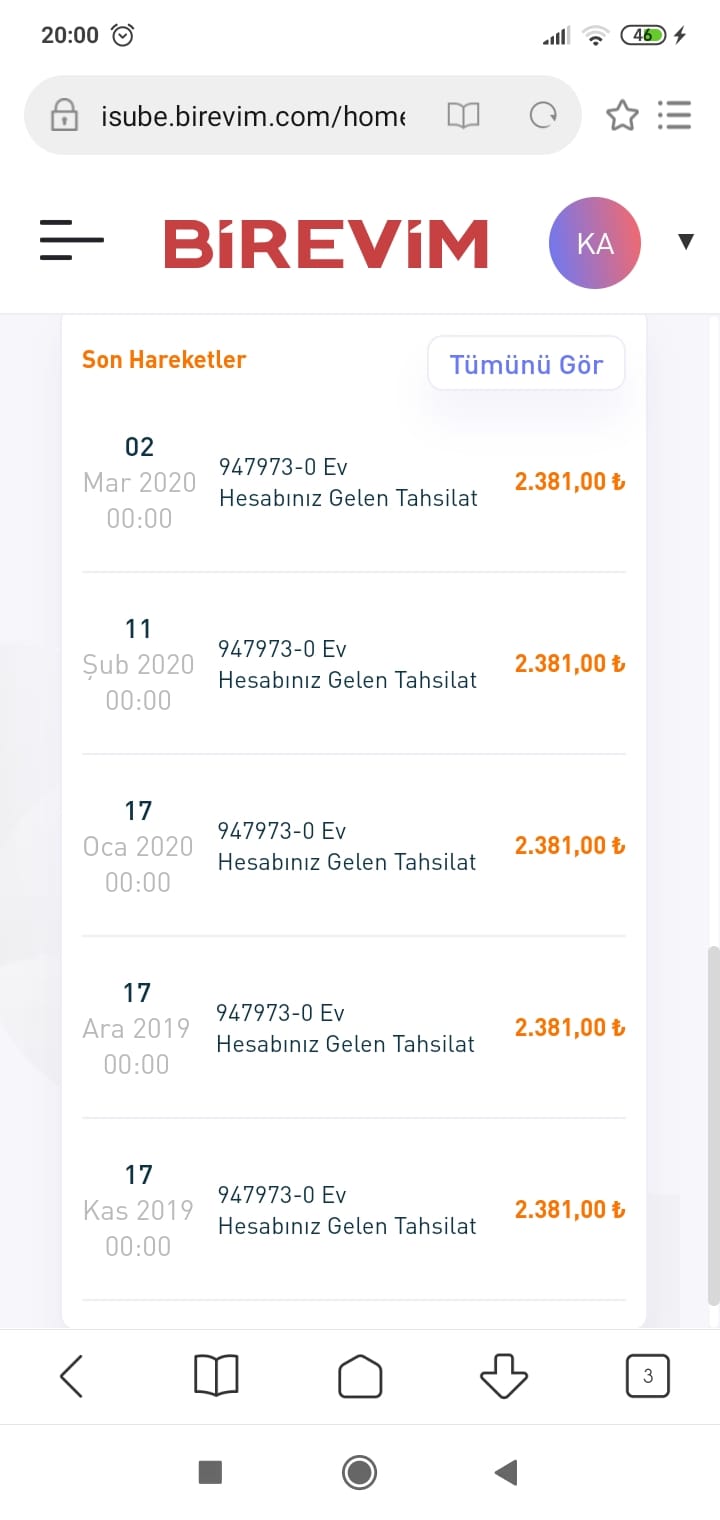 20:00
46
isube.birevim.com/home
BİREVİM
KA
Son Hareketler
Tümünü Gör
02
Mar 2020
00:00
947973-0 Ev
Hesabınız Gelen Tahsilat
2.381,00 ₺
11
Şub 2020
00:00
947973-0 Ev
Hesabınız Gelen Tahsilat
2.381,00 ₺
17
Oca 2020
00:00
947973-0 Ev
Hesabınız Gelen Tahsilat
2.381,00 ₺
17
Ara 2019
00:00
947973-0 Ev
Hesabınız Gelen Tahsilat
2.381,00 ₺
17
Kas 2019
00:00
947973-0 Ev
Hesabınız Gelen Tahsilat
2.381,00 ₺
3